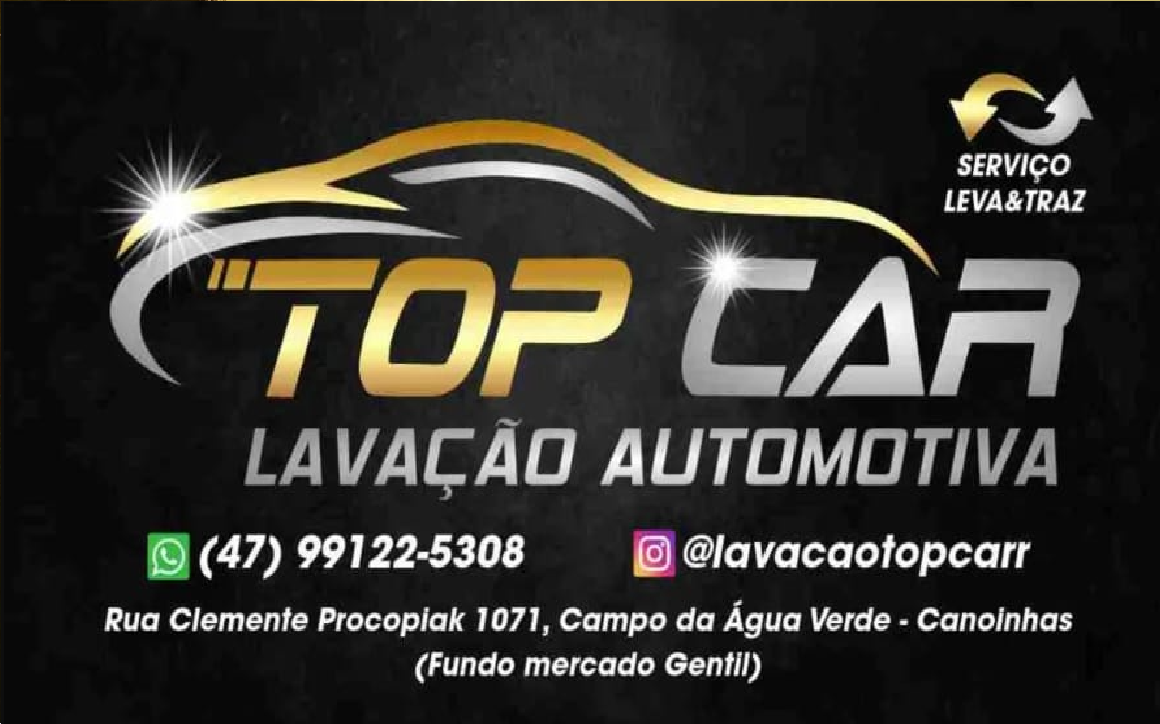 SERVIÇO
LEVA&TRAZ
TOP CAR
LAVAÇÃO AUTOMOTIVA
(47) 99122-5308
@lavacaotopcarr
Rua Clemente Procopiak 1071, Campo da Água Verde - Canoinhas
(Fundo mercado Gentil)